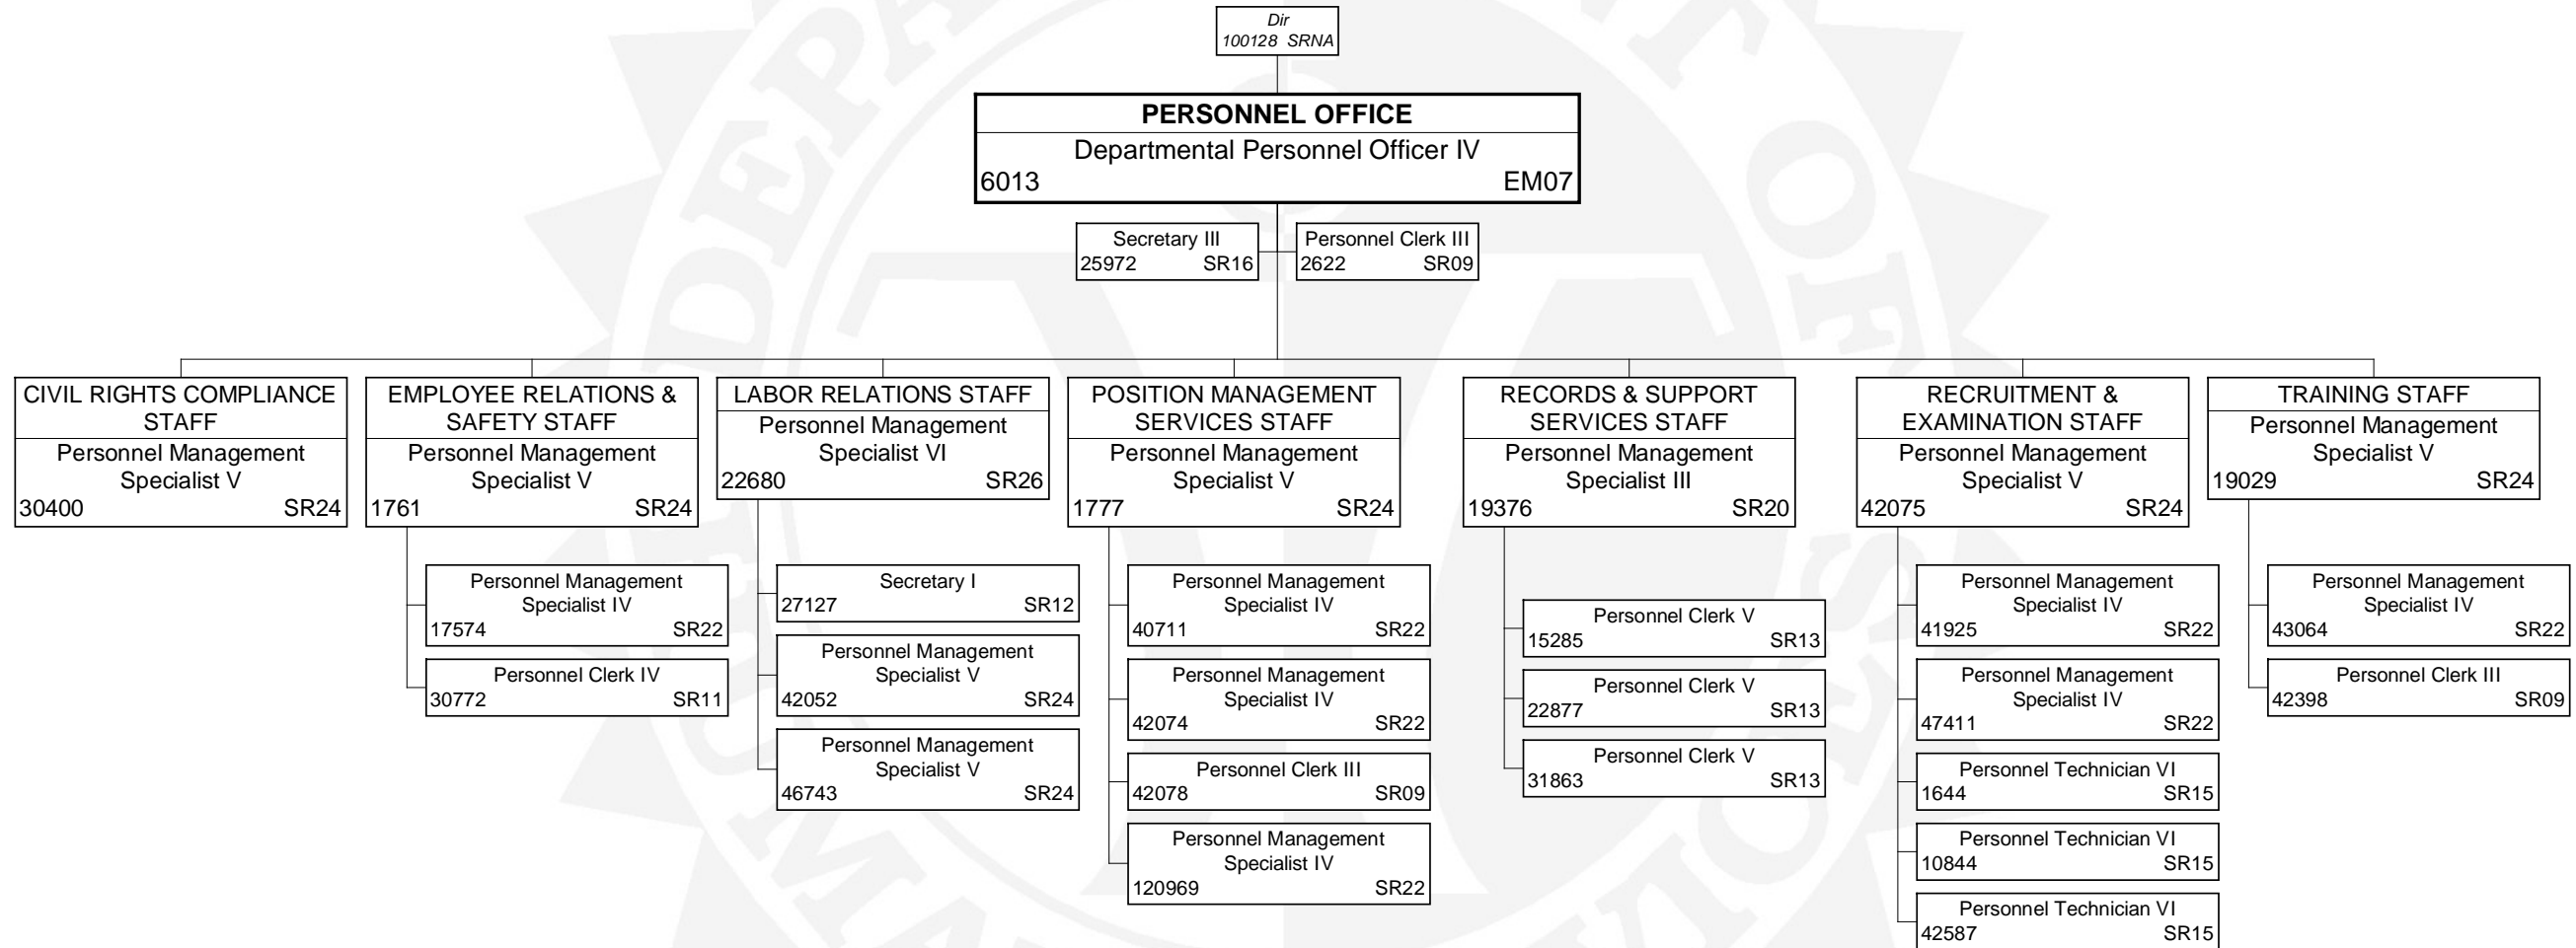 Dir
100128 SRNA
PERSONNEL OFFICE
Departmental Personnel Officer IV
6013 EM07
Secretary III
25972 SR16
Personnel Clerk III
2622 SR09
CIVIL RIGHTS COMPLIANCE
STAFF
Personnel Management
Specialist V
30400 SR24
EMPLOYEE RELATIONS &
SAFETY STAFF
Personnel Management
Specialist V
1761 SR24
Personnel Management
Specialist IV
17574 SR22
Personnel Clerk IV
30772 SR11
LABOR RELATIONS STAFF
Personnel Management
Specialist VI
22680 SR26
Secretary I
27127 SR12
Personnel Management
Specialist V
42052 SR24
Personnel Management
Specialist V
46743 SR24
POSITION MANAGEMENT
SERVICES STAFF
Personnel Management
Specialist V
1777 SR24
Personnel Management
Specialist IV
40711 SR22
Personnel Management
Specialist IV
42074 SR22
Personnel Clerk III
42078 SR09
Personnel Management
Specialist IV
120969 SR22
RECORDS & SUPPORT
SERVICES STAFF
Personnel Management
Specialist III
19376 SR20
Personnel Clerk V
15285 SR13
Personnel Clerk V
22877 SR13
Personnel Clerk V
31863 SR13
RECRUITMENT &
EXAMINATION STAFF
Personnel Management
Specialist V
42075 SR24
Personnel Management
Specialist IV
41925 SR22
Personnel Management
Specialist IV
47411 SR22
Personnel Technician VI
1644 SR15
Personnel Technician VI
10844 SR15
Personnel Technician VI
42587 SR15
TRAINING STAFF
Personnel Management
Specialist V
19029 SR24
Personnel Management
Specialist IV
43064 SR22
Personnel Clerk III
42398 SR09